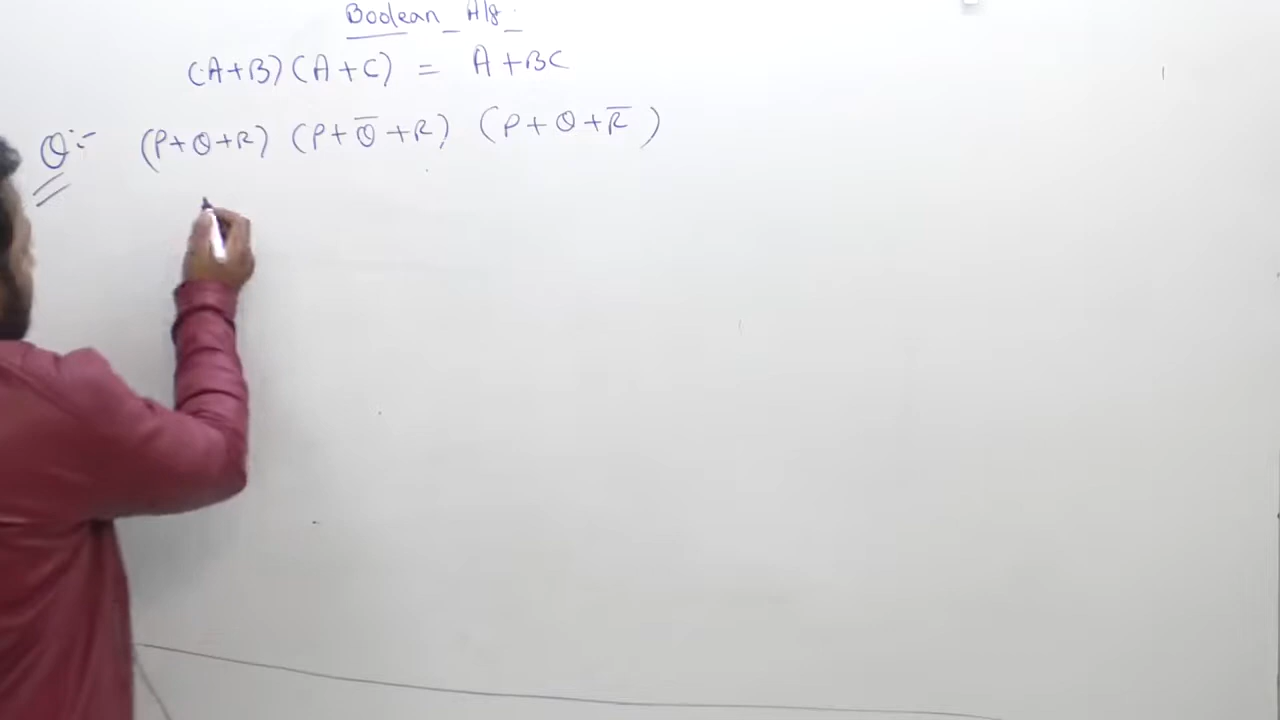 Boolean Alg.
(A+B)(A+C) = A+BC
Q:- (P+Q+R) (P+Q̅+R) (P+Q+R̅)